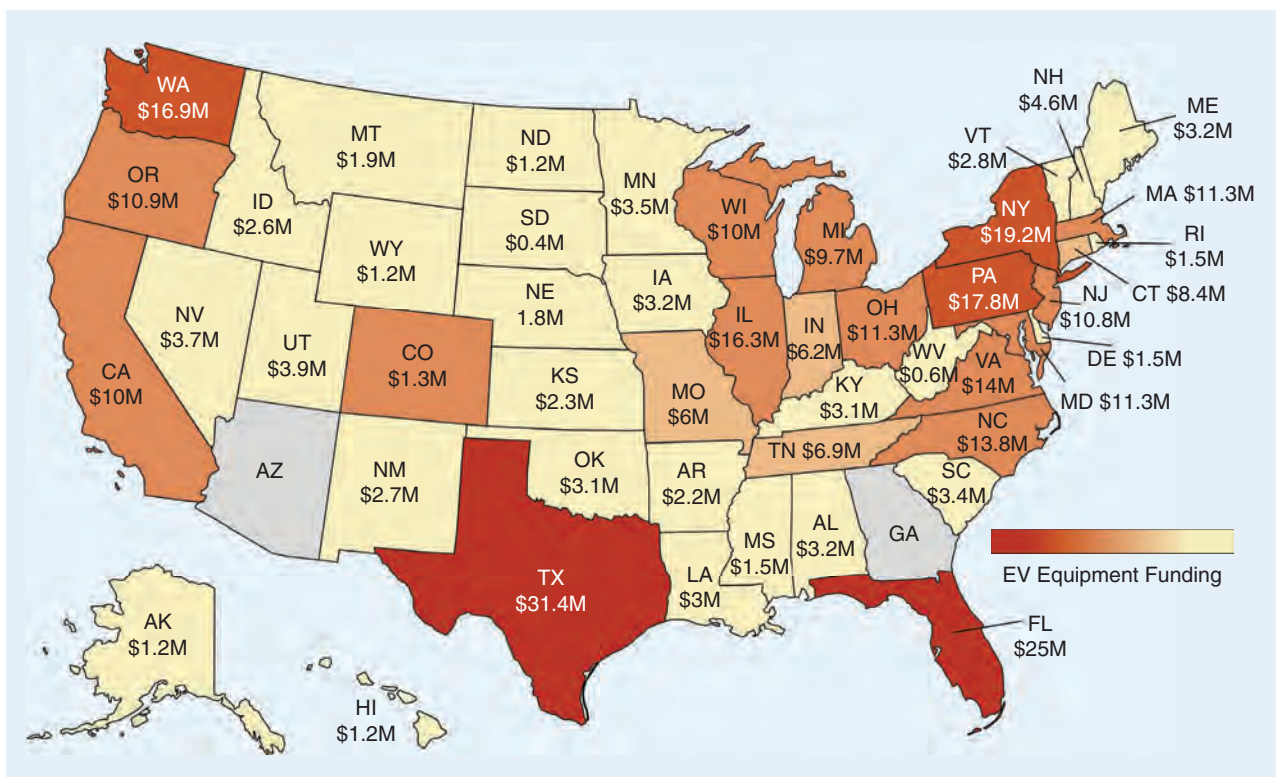 WA
$16.9M
OR
$10.9M
CA
$10M
ID
$2.6M
NV
$3.7M
MT
$1.9M
WY
$1.2M
UT
$3.9M
CO
$1.3M
AZ
NM
$2.7M
ND
$1.2M
SD
$0.4M
NE
1.8M
KS
$2.3M
OK
$3.1M
TX
$31.4M
MN
$3.5M
IA
$3.2M
MO
$6M
AR
$2.2M
LA
$3M
WI
$10M
IL
$16.3M
MI
$9.7M
IN
$6.2M
OH
$11.3M
KY
$3.1M
TN $6.9M
MS
$1.5M
AL
$3.2M
GA
FL
$25M
SC
$3.4M
NC
$13.8M
VA
$14M
WV
$0.6M
PA
$17.8M
NY
$19.2M
VT
$2.8M
NH
$4.6M
ME
$3.2M
MA $11.3M
RI
$1.5M
CT $8.4M
NJ
$10.8M
DE $1.5M
MD $11.3M
AK
$1.2M
HI
$1.2M
EV Equipment Funding